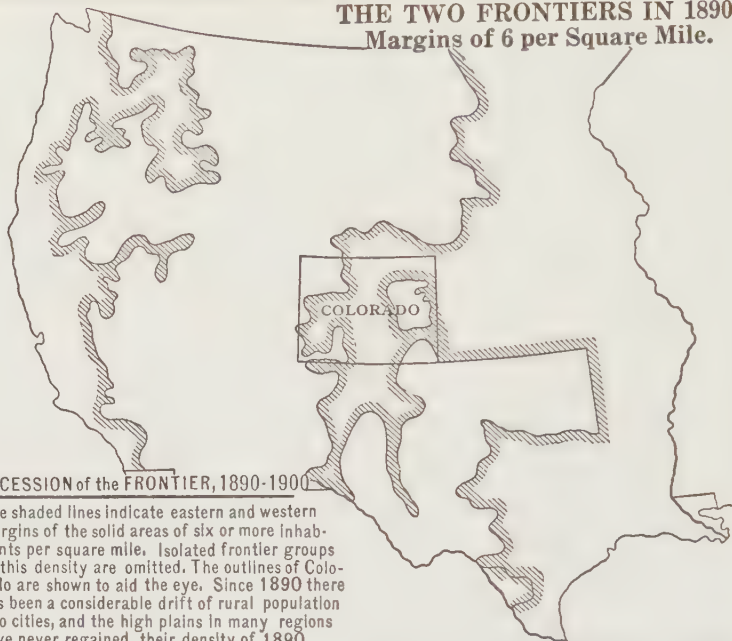 THE TWO FRONTIERS IN 1890
Margins of 6 per Square Mile.
COLORADO
CESSION of the FRONTIER, 1890-1900
e shaded lines indicate eastern and western
rgins of the solid areas of six or more inhab-
nts per square mile. Isolated frontier groups
this density are omitted. The outlines of Colo-
do are shown to aid the eye. Since 1890 there
s been a considerable drift of rural population
o cities, and the high plains in many regions
ve never regained their density of 1890